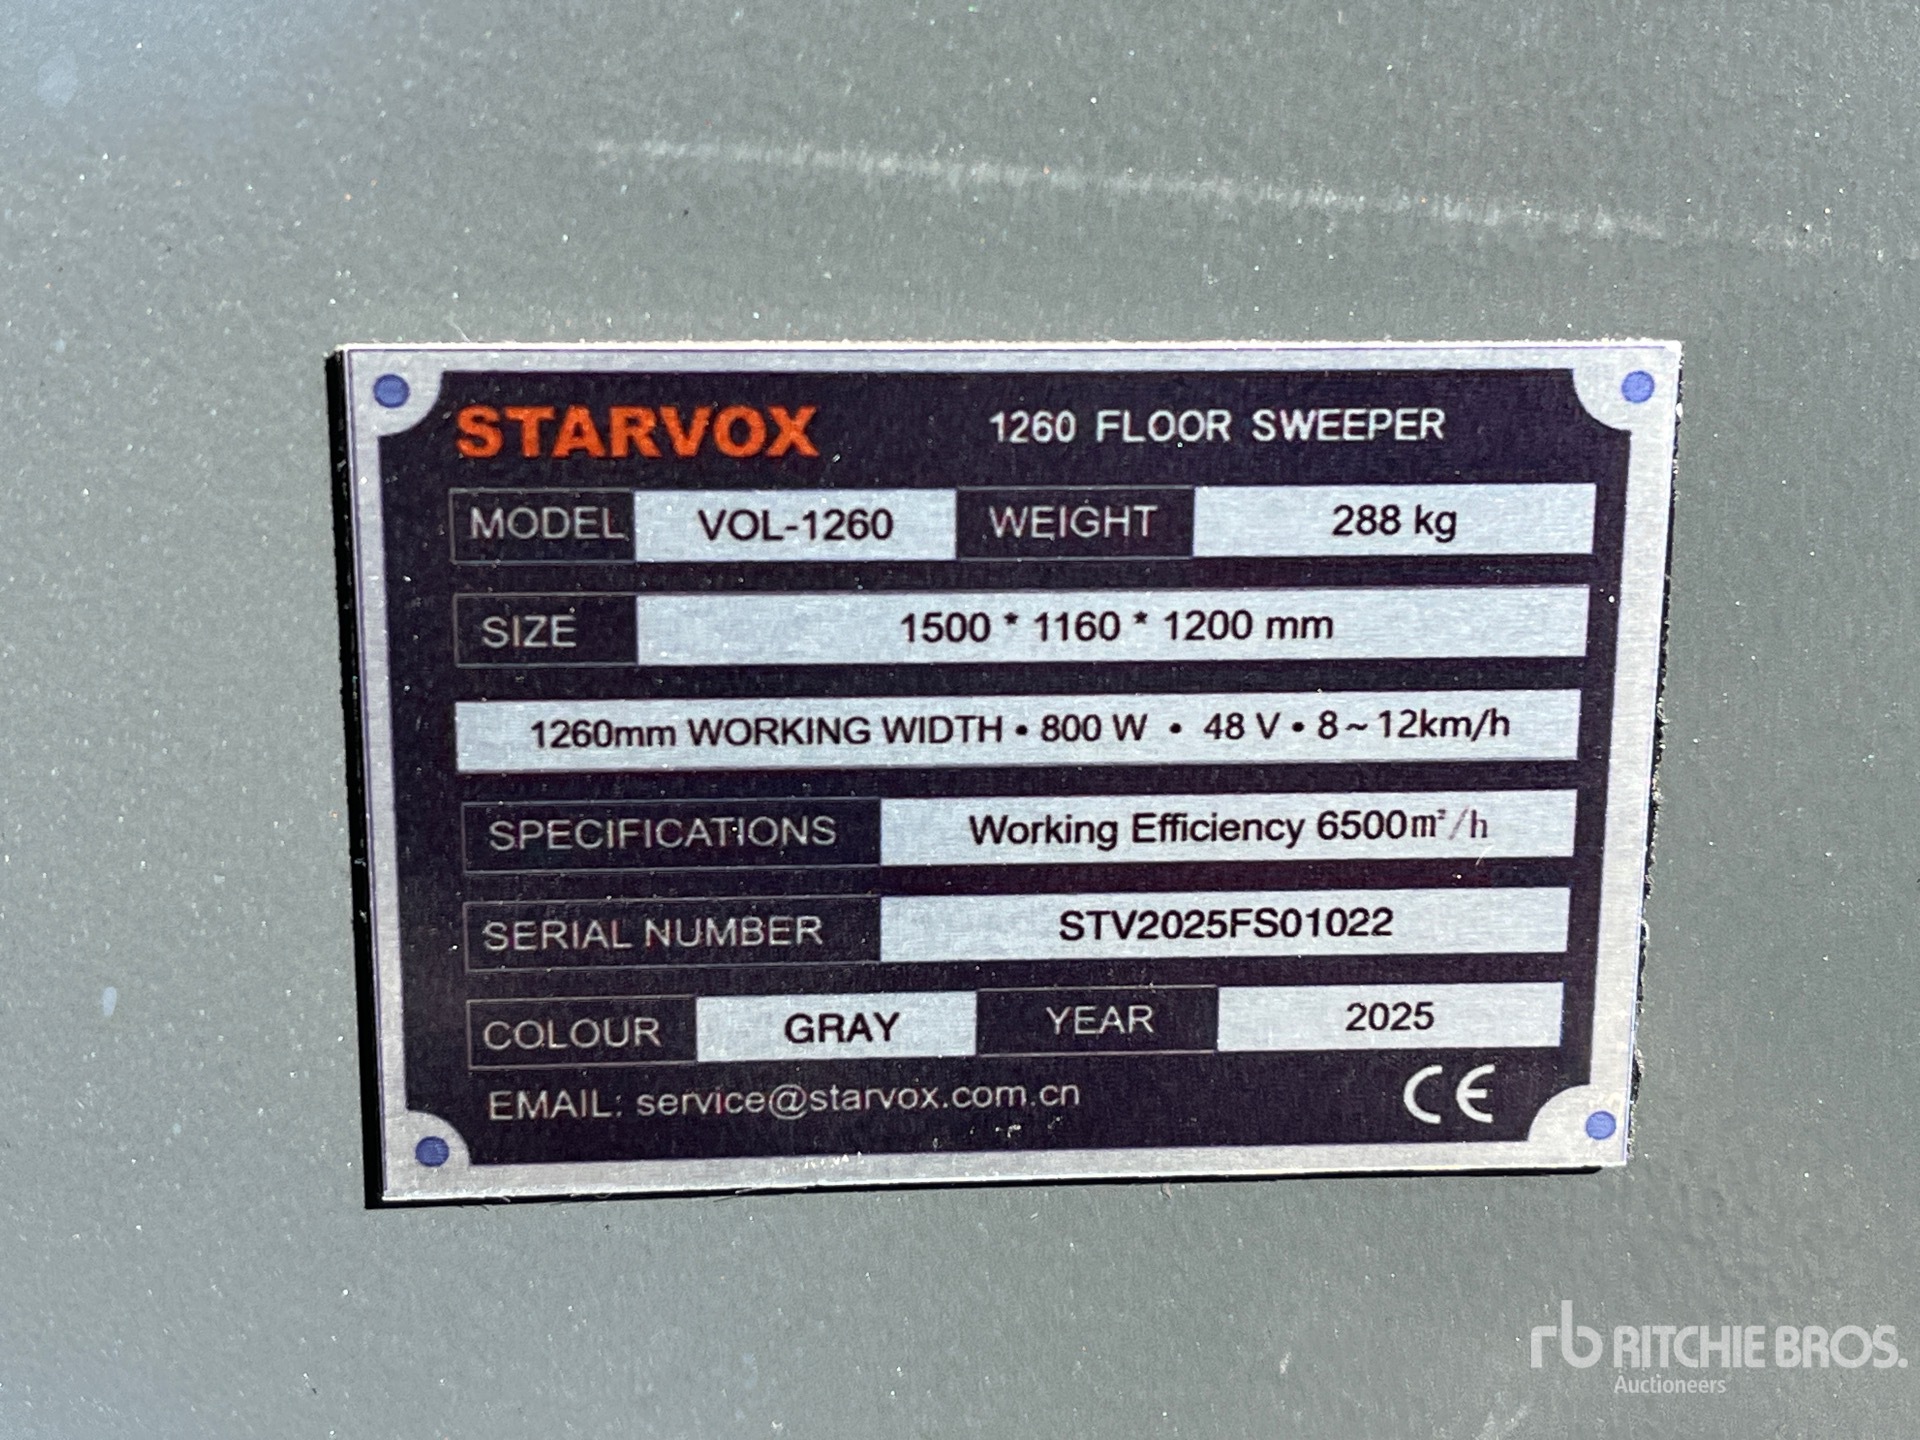 STARVOX 1260 FLOOR SWEEPER
MODEL VOL-1260 WEIGHT 288 kg
SIZE 1500 * 1160 * 1200 mm
1260mm WORKING WIDTH • 800 W • 48 V • 8 ~ 12km/h
SPECIFICATIONS Working Efficiency 6500m²/h
SERIAL NUMBER STV2025FS01022
COLOUR GRAY YEAR 2025
EMAIL: service@starvox.com.cn CE
rb RITCHIE BROS.
Auctioneers